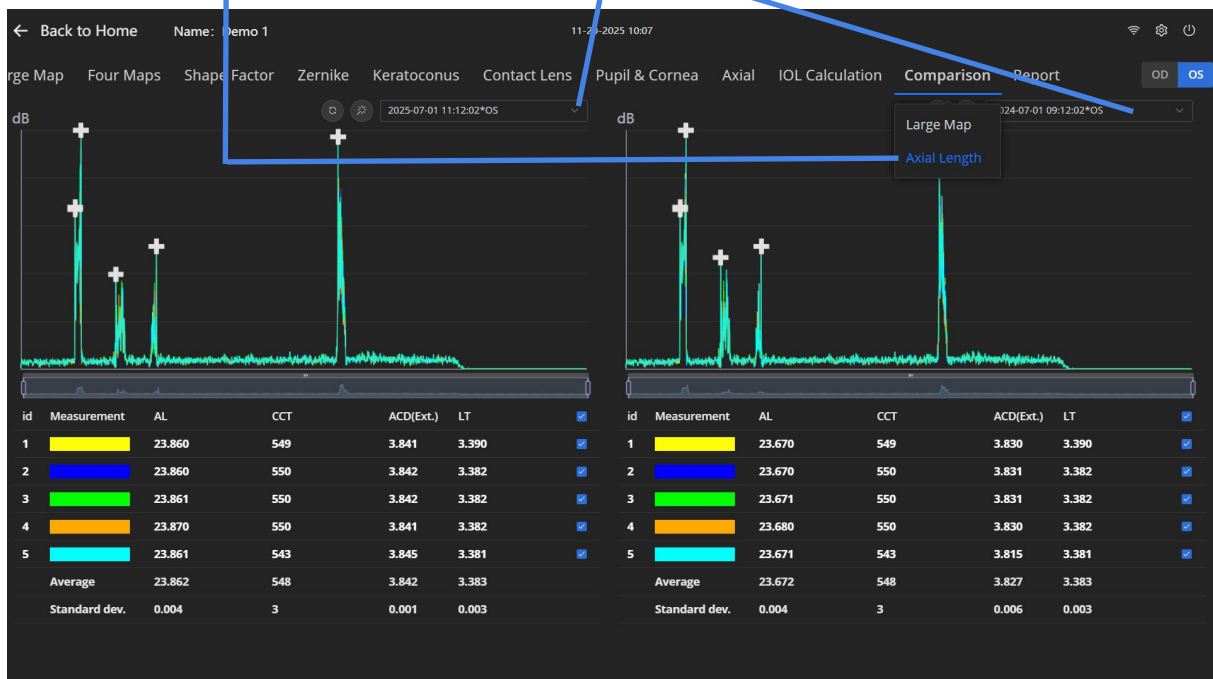 Back to Home Name: Demo 1 11-20-2025 10:07
rge Map Four Maps Shape Factor Zernike Keratoconus Contact Lens Pupil & Cornea Axial IOL Calculation Comparison Report OD OS
2025-07-01 11:12:02*OS
024-07-01 09:12:02*OS
Large Map
Axial Length
dB
dB
id Measurement AL CCT ACD(Ext.) LT
1 23.860 549 3.841 3.390
2 23.860 550 3.842 3.382
3 23.861 550 3.842 3.382
4 23.870 550 3.841 3.382
5 23.861 543 3.845 3.381
Average 23.862 548 3.842 3.383
Standard dev. 0.004 3 0.001 0.003
id Measurement AL CCT ACD(Ext.) LT
1 23.670 549 3.830 3.390
2 23.670 550 3.831 3.382
3 23.671 550 3.831 3.382
4 23.680 550 3.830 3.382
5 23.671 543 3.815 3.381
Average 23.672 548 3.827 3.383
Standard dev. 0.004 3 0.006 0.003